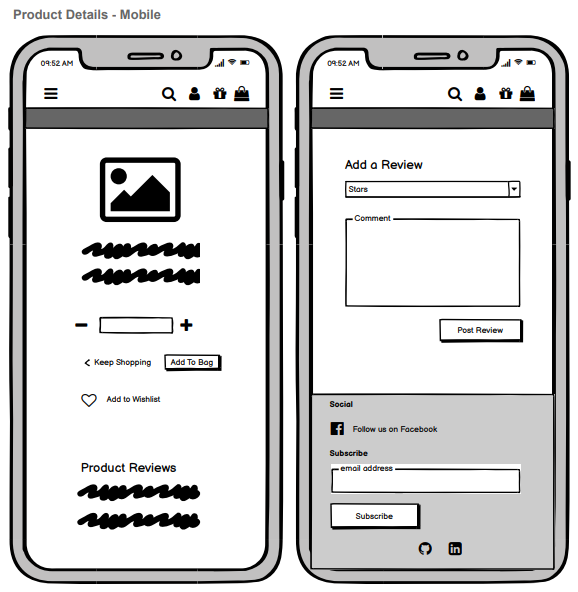 Product Details - Mobile
09:52 AM
Keep Shopping
Add To Bag
Add to Wishlist
Product Reviews
09:52 AM
Add a Review
Stars
Comment
Post Review
Social
Follow us on Facebook
Subscribe
email address
Subscribe